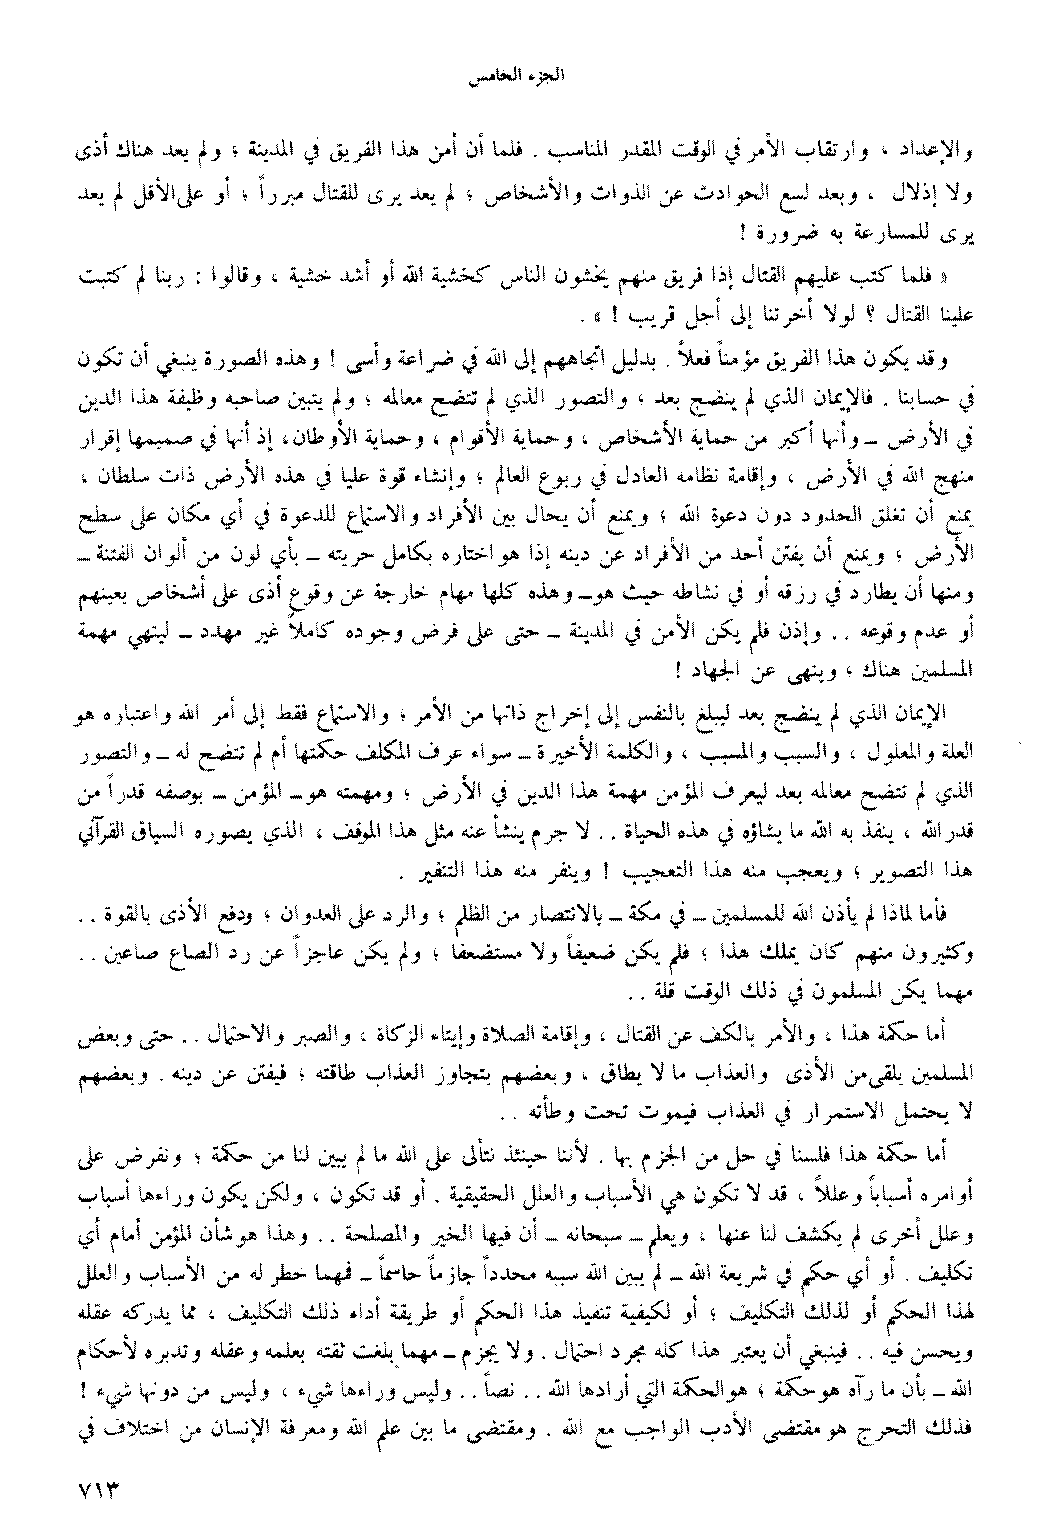 الجزء الخامس
والإعداد ، وارتقاب الأمر في الوقت المقدر المناسب . فلما أن أمن هذا الفريق في المدينة ؛ ولم يعد هناك أذى
ولا إذلال ، وبعد لسع الحوادث عن الذوات والأشخاص ؛ لم يعد يرى للقتال مبرراً ؛ أو على الأقل لم يعد
يرى للمسارعة به ضرورة !
« فلما كتب عليهم القتال إذا فريق منهم يخشون الناس كخشية الله أو أشد خشية ، وقالوا : ربنا لم كتبت
علينا القتال ؟ لولا أخرتنا إلى أجل قريب ! » .
وقد يكون هذا الفريق مؤمناً فعلاً . بدليل اتجاههم إلى الله في ضراعة وأسى ! وهذه الصورة ينبغي أن تكون
في حسابنا . فالإيمان الذي لم ينضج بعد ؛ والتصور الذي لم تتضح معالمه ؛ ولم يتبين صاحبه وظيفة هذا الدين
في الأرض – وأنها أكبر من حماية الأشخاص ، وحماية الأقوام ، وحماية الأوطان، إذ أنها في صميمها إقرار
منهج الله في الأرض ، وإقامة نظامه العادل في ربوع العالم ؛ وإنشاء قوة عليا في هذه الأرض ذات سلطان ،
يمنع أن تغلق الحدود دون دعوة الله ؛ ويمنع أن يحال بين الأفراد والاستماع للدعوة في أي مكان على سطح
الأرض ؛ ويمنع أن يفتن أحد من الأفراد عن دينه إذا هو اختاره بكامل حريته – بأي لون من ألوان الفتنة –
ومنها أن يطارد في رزقه أو في نشاطه حيث هو– وهذه كلها مهام خارجة عن وقوع أذى على أشخاص بعينهم
أو عدم وقوعه .. وإذن فلم يكن الأمن في المدينة – حتى على فرض وجوده كاملاً غير مهدد – لينهي مهمة
المسلمين هناك ؛ وينهى عن الجهاد !
الإيمان الذي لم ينضج بعد ليبلغ بالنفس إلى إخراج ذاتها من الأمر ؛ والاستماع فقط إلى أمر الله واعتباره هو
العلة والمعلول ، والسبب والمسبب ، والكلمة الأخيرة – سواء عرف المكلف حكمتها أم لم تتضح له – والتصور
الذي لم تتضح معالمه بعد ليعرف المؤمن مهمة هذا الدين في الأرض ؛ ومهمته هو– المؤمن – بوصفه قدراً من
قدر الله ، ينفذ به الله ما يشاؤه في هذه الحياة .. لا جرم ينشأ عنه مثل هذا الموقف ، الذي يصوره السياق القرآني
هذا التصوير ؛ ويعجب منه هذا التعجيب ! وينفر منه هذا التنفير .
فأما لماذا لم يأذن الله للمسلمين – في مكة – بالانتصار من الظلم ؛ والرد على العدوان ؛ ودفع الأذى بالقوة ..
وكثيرون منهم كان يملك هذا ؛ فلم يكن ضعيفاً ولا مستضعفا ؛ ولم يكن عاجزاً عن رد الصاع صاعين ..
مهما يكن المسلمون في ذلك الوقت قلة ..
أما حكمة هذا ، والأمر بالكف عن القتال ، وإقامة الصلاة وإيتاء الزكاة ، والصبر والاحتمال .. حتى وبعض
المسلمين يلقى من الأذى والعذاب ما لا يطاق ، وبعضهم يتجاوز العذاب طاقته ؛ فيفتن عن دينه . وبعضهم
لا يحتمل الاستمرار في العذاب فيموت تحت وطأته ..
أما حكمة هذا فلسنا في حل من الجزم بها . لأننا حينئذ نتألى على الله ما لم يبين لنا من حكمة ؛ ونفرض على
أوامره أسباباً وعللاً ، قد لا تكون هي الأسباب والعلل الحقيقية . أو قد تكون ، ولكن يكون وراءها أسباب
وعلل أخرى لم يكشف لنا عنها ، ويعلم – سبحانه – أن فيها الخير والمصلحة .. وهذا هو شأن المؤمن أمام أي
تكليف . أو أي حكم في شريعة الله – لم يبين الله سببه محدداً جازماً حاسماً – فمهما خطر له من الأسباب والعلل
لهذا الحكم أو لذلك التكليف ؛ أو لكيفية تنفيذ هذا الحكم أو طريقة أداء ذلك التكليف ، مما يدركه عقله
ويحسن فيه .. فينبغي أن يعتبر هذا كله مجرد احتمال . ولا يجزم – مهما بلغت ثقته بعلمه وعقله وتدبره لأحكام
الله – بأن ما رآه هو حكمة ؛ هو الحكمة التي أرادها الله .. نصاً .. وليس وراءها شيء ، وليس من دونها شيء !
فذلك التحرج هو مقتضى الأدب الواجب مع الله . ومقتضى ما بين علم الله ومعرفة الإنسان من اختلاف في
٧١٣